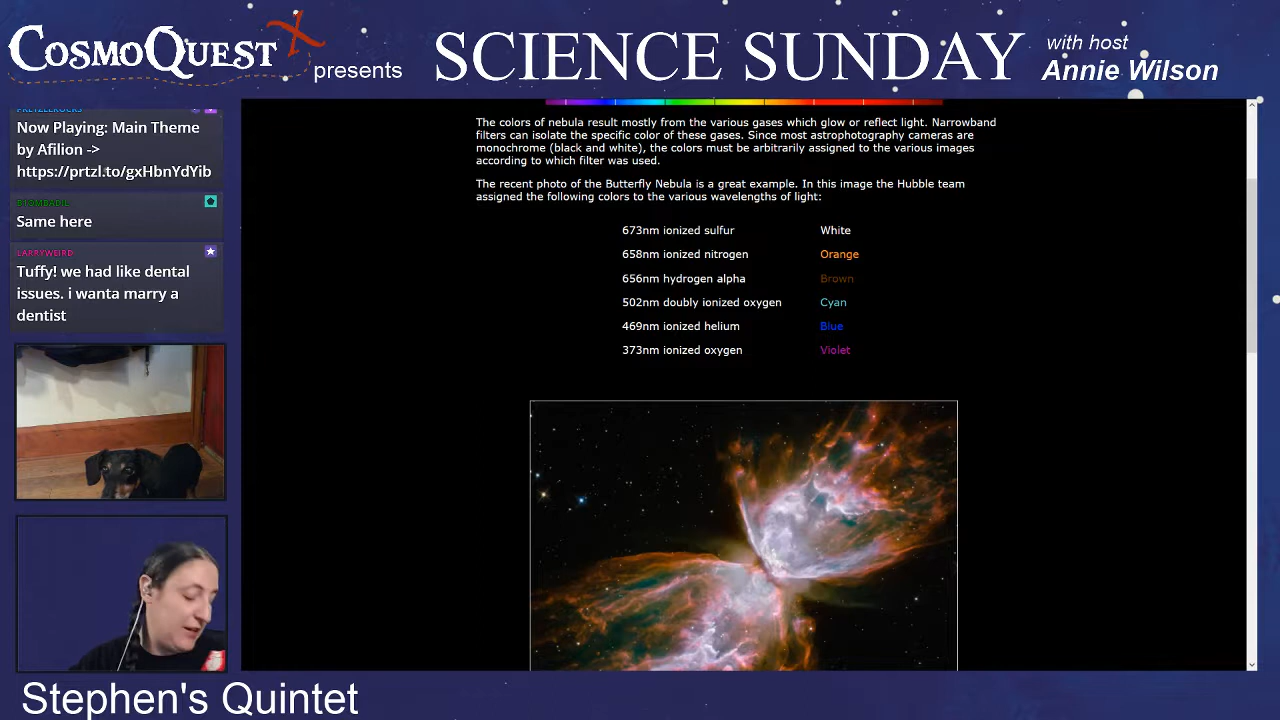 CosmoQuestX
presents
SCIENCE SUNDAY
with host
Annie Wilson
PRETZLEROCKS
Now Playing: Main Theme
by Afilion ->
https://prtzl.to/gxHbnYdYib
D10MBADIL
Same here
LARRYWEIRD
Tuffy! we had like dental
issues. i wanta marry a
dentist
The colors of nebula result mostly from the various gases which glow or reflect light. Narrowband
filters can isolate the specific color of these gases. Since most astrophotography cameras are
monochrome (black and white), the colors must be arbitrarily assigned to the various images
according to which filter was used.
The recent photo of the Butterfly Nebula is a great example. In this image the Hubble team
assigned the following colors to the various wavelengths of light:
673nm ionized sulfur White
658nm ionized nitrogen Orange
656nm hydrogen alpha Brown
502nm doubly ionized oxygen Cyan
469nm ionized helium Blue
373nm ionized oxygen Violet
Stephen's Quintet